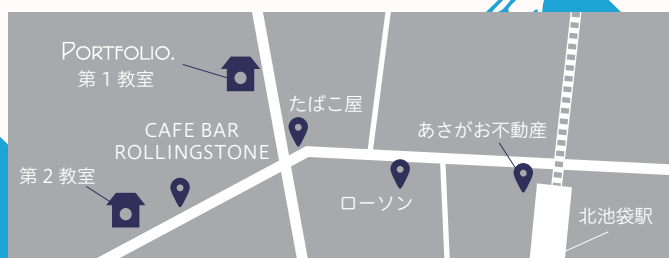 PORTFOLIO.
第1教室
たばこ屋
CAFE BAR
ROLLINGSTONE
あさがお不動産
第2教室
ローソン
北池袋駅